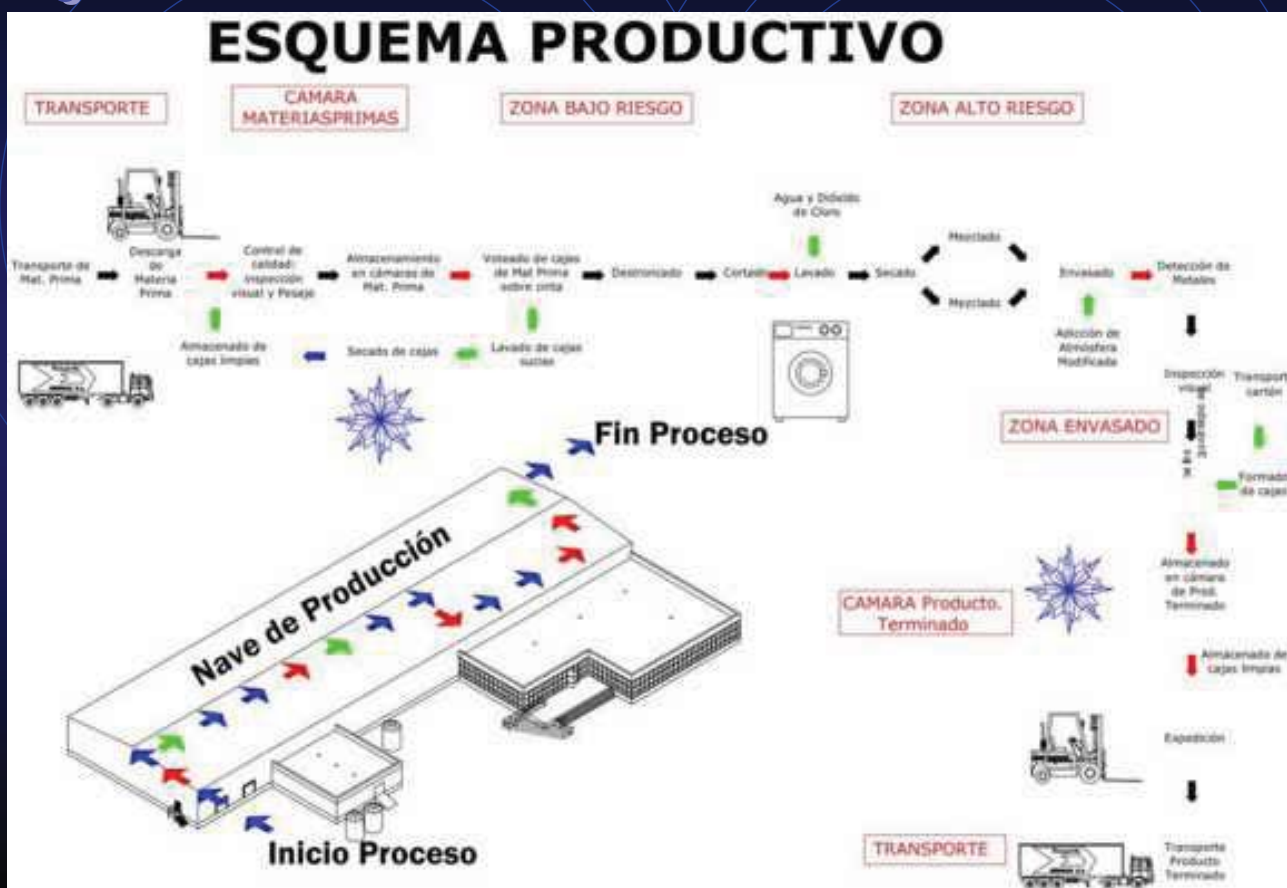 ESQUEMA PRODUCTIVO
TRANSPORTE
CAMARA
MATERIASPRIMAS
ZONA BAJO RIESGO
ZONA ALTO RIESGO
Transporte de
Mat. Prima
Descarga
de
Materia
Prima
Control de
calidad:
inspección
visual y Pesaje
Almacenamiento
en cámaras de
Mat. Prima
Volteado de cajas
de Mat Prima
sobre cinta
Destronizado
Cortado
Agua y Dióxido
de Cloro
Lavado
Secado
Mezclado
Mezclado
Envasado
Detección de
Metales
Almacenado de
cajas limpias
Secado de cajas
Lavado de cajas
sucias
Adicción de
Atmósfera
Modificada
Inspección
visual
Transporte
cartón
ZONA ENVASADO
Formado
de cajas
Fin Proceso
Nave de Producción
Inicio Proceso
Almacenado
en cámara
de Prod.
Terminado
CAMARA Producto.
Terminado
Almacenado de
cajas limpias
Expedición
TRANSPORTE
Transporte
Producto
Terminado